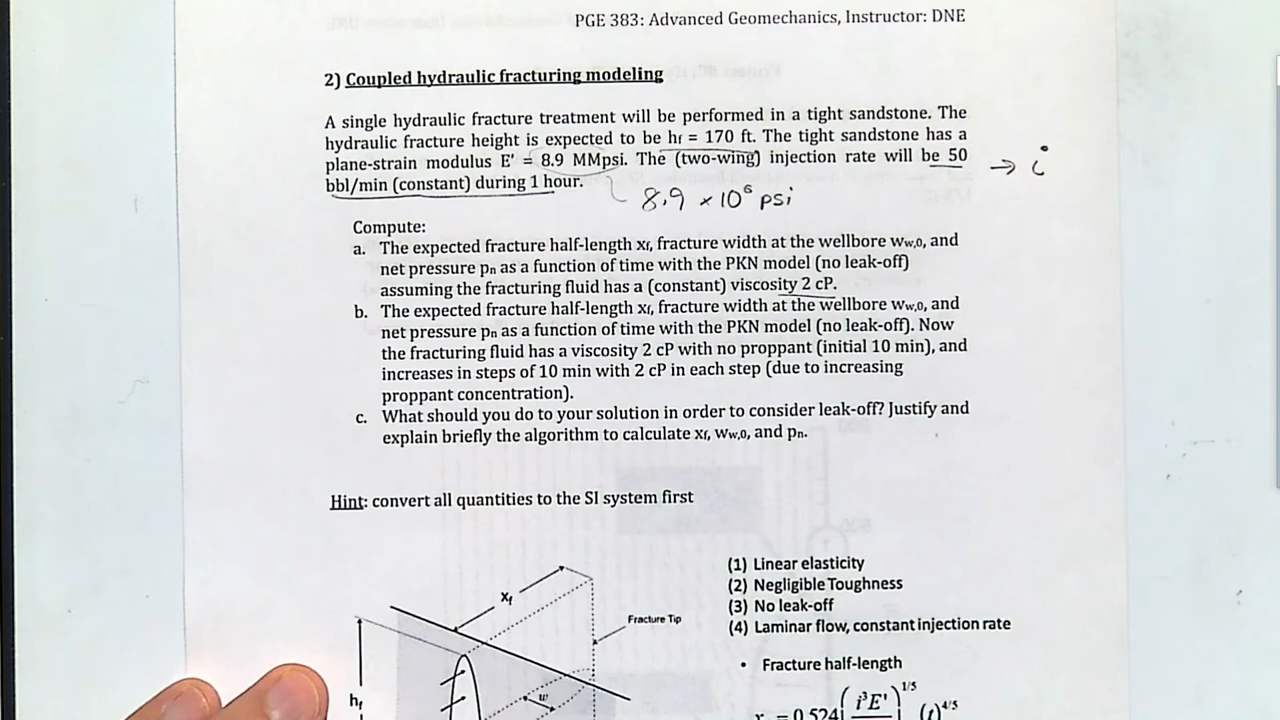 PGE 383: Advanced Geomechanics, Instructor: DNE
2) Coupled hydraulic fracturing modeling
A single hydraulic fracture treatment will be performed in a tight sandstone. The
hydraulic fracture height is expected to be hf = 170 ft. The tight sandstone has a
plane-strain modulus E' = 8.9 MMpsi. The (two-wing) injection rate will be 50
bbl/min (constant) during 1 hour.
→ i
8.9 × 10⁶ psi
Compute:
a. The expected fracture half-length xf, fracture width at the wellbore ww,0, and
net pressure pn as a function of time with the PKN model (no leak-off)
assuming the fracturing fluid has a (constant) viscosity 2 cP.
b. The expected fracture half-length xf, fracture width at the wellbore ww,0, and
net pressure pn as a function of time with the PKN model (no leak-off). Now
the fracturing fluid has a viscosity 2 cP with no proppant (initial 10 min), and
increases in steps of 10 min with 2 cP in each step (due to increasing
proppant concentration).
c. What should you do to your solution in order to consider leak-off? Justify and
explain briefly the algorithm to calculate xf, ww,0, and pn.
Hint: convert all quantities to the SI system first
xf
Fracture Tip
hf
w
(1) Linear elasticity
(2) Negligible Toughness
(3) No leak-off
(4) Laminar flow, constant injection rate
• Fracture half-length
= 0.524 ( i³E' )^1/5 (t)^4/5